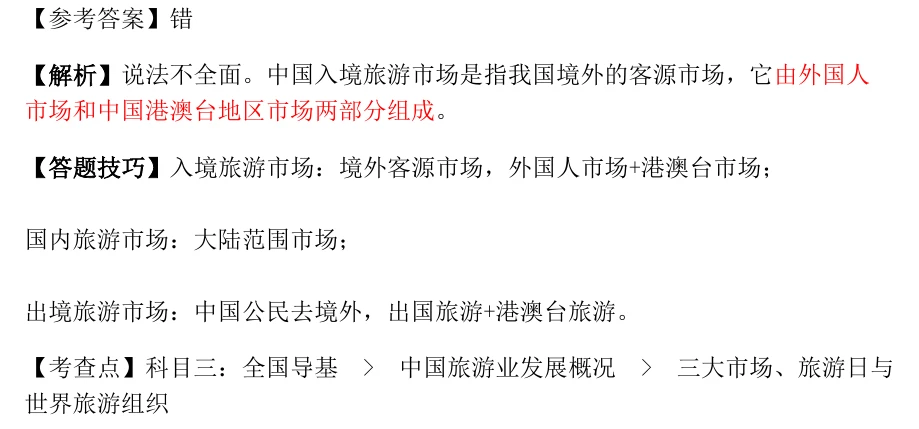 【参考答案】错
【解析】说法不全面。中国入境旅游市场是指我国境外的客源市场，它由外国人
市场和中国港澳台地区市场两部分组成。
【答题技巧】入境旅游市场：境外客源市场，外国人市场+港澳台市场；
国内旅游市场：大陆范围市场；
出境旅游市场：中国公民去境外，出国旅游+港澳台旅游。
【考查点】科目三：全国导基 > 中国旅游业发展概况 > 三大市场、旅游日与
世界旅游组织